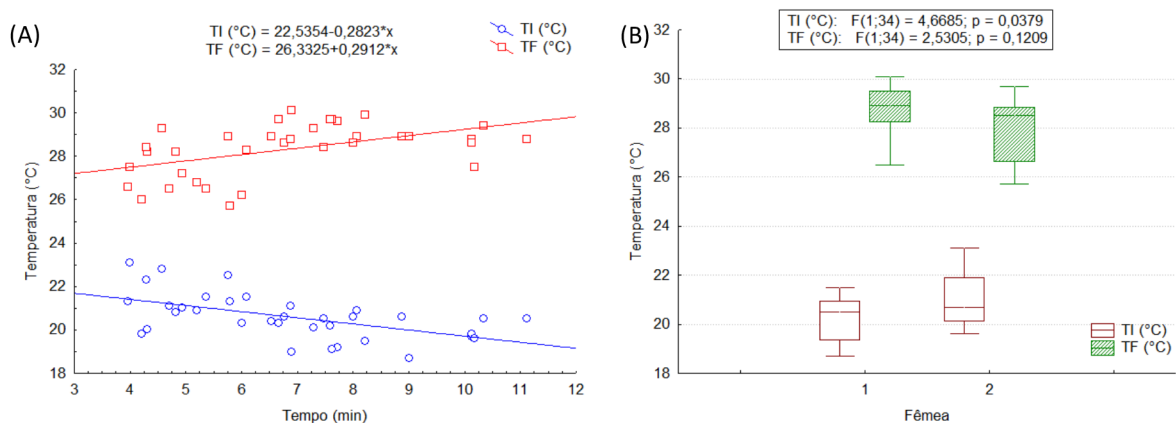 (A)
TI (°C) = 22,5354-0,2823*x
TF (°C) = 26,3325+0,2912*x
TI (°C)
TF (°C)
Temperatura (°C)
32
30
28
26
24
22
20
18
3 4 5 6 7 8 9 10 11 12
Tempo (min)
(B)
TI (°C): F(1;34) = 4,6685; p = 0,0379
TF (°C): F(1;34) = 2,5305; p = 0,1209
Temperatura (°C)
32
30
28
26
24
22
20
18
TI (°C)
TF (°C)
1 2
Fêmea